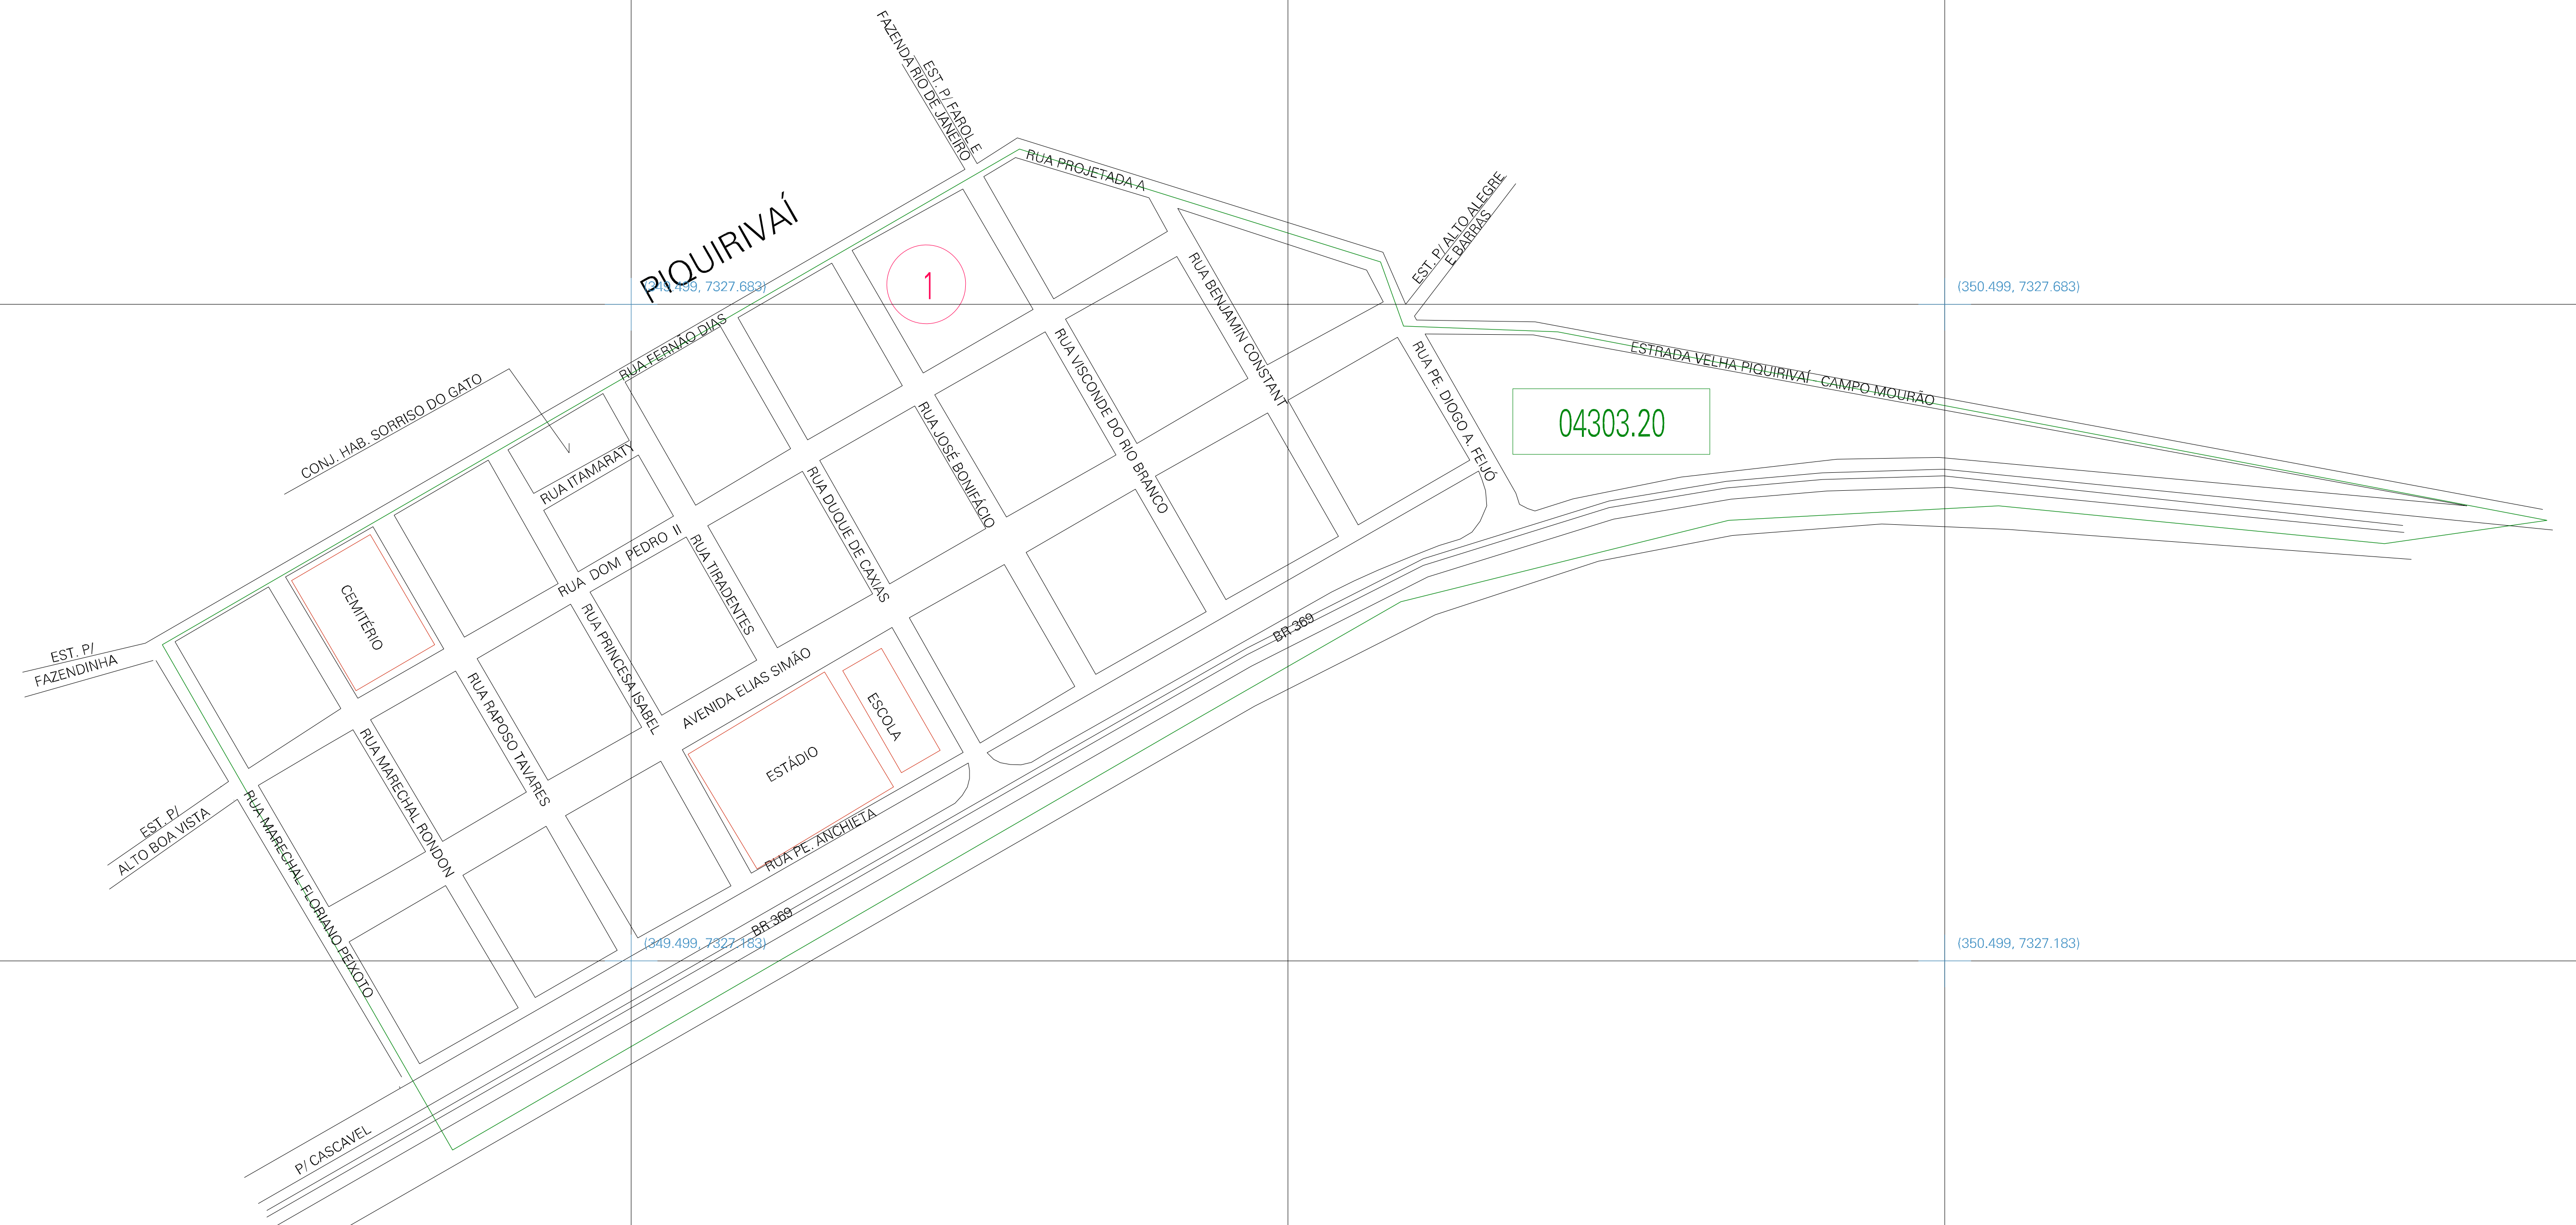 FAZENDA RIO DE JANEIRO
EST. P/ FAROL E
RUA PROJETADA A
EST. P/ ALTO ALEGRE
E BARRAS
PIQUIRIVAÍ
1
(349.499, 7327.683)
(350.499, 7327.683)
RUA FERNÃO DIAS
RUA BENJAMIN CONSTANT
RUA VISCONDE DO RIO BRANCO
RUA PE. DIOGO A. FEIJÓ
ESTRADA VELHA PIQUIRIVAÍ CAMPO MOURÃO
04303.20
CONJ. HAB. SORRISO DO GATO
RUA ITAMARATY
RUA JOSÉ BONIFÁCIO
RUA DUQUE DE CAXIAS
RUA DOM PEDRO II
RUA TIRADENTES
CEMITÉRIO
RUA PRINCESA ISABEL
EST. P/
FAZENDINHA
AVENIDA ELIAS SIMÃO
BR 369
RUA RAPOSO TAVARES
ESCOLA
ESTÁDIO
RUA MARECHAL RONDON
EST. P/
ALTO BOA VISTA
RUA MARECHAL FLORIANO PEIXOTO
RUA PE. ANCHIETA
BR 369
(349.499, 7327.183)
(350.499, 7327.183)
P/ CASCAVEL